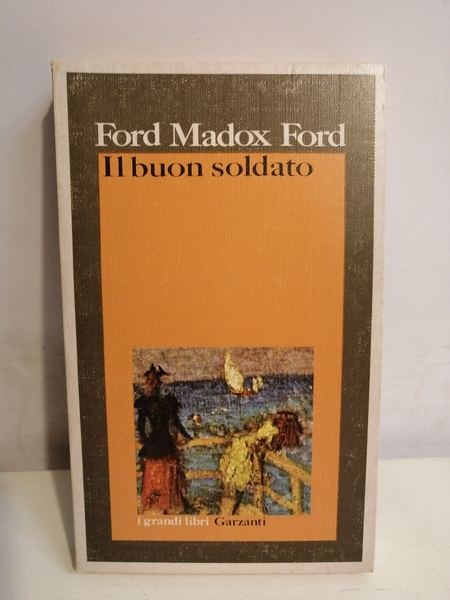 Ford Madox Ford
Il buon soldato
i grandi libri Garzanti